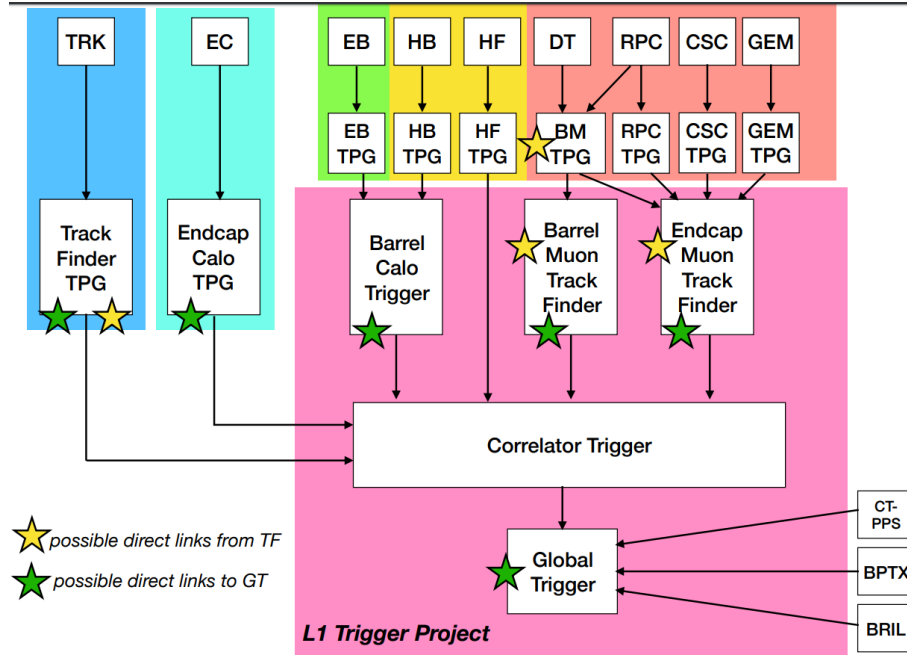 TRK
EC
EB
HB
HF
DT
RPC
CSC
GEM
EB
TPG
HB
TPG
HF
TPG
BM
TPG
RPC
TPG
CSC
TPG
GEM
TPG
Track
Finder
TPG
Endcap
Calo
TPG
Barrel
Calo
Trigger
Barrel
Muon
Track
Finder
Endcap
Muon
Track
Finder
Correlator Trigger
possible direct links from TF
possible direct links to GT
Global
Trigger
CT-
PPS
BPTX
BRIL
L1 Trigger Project